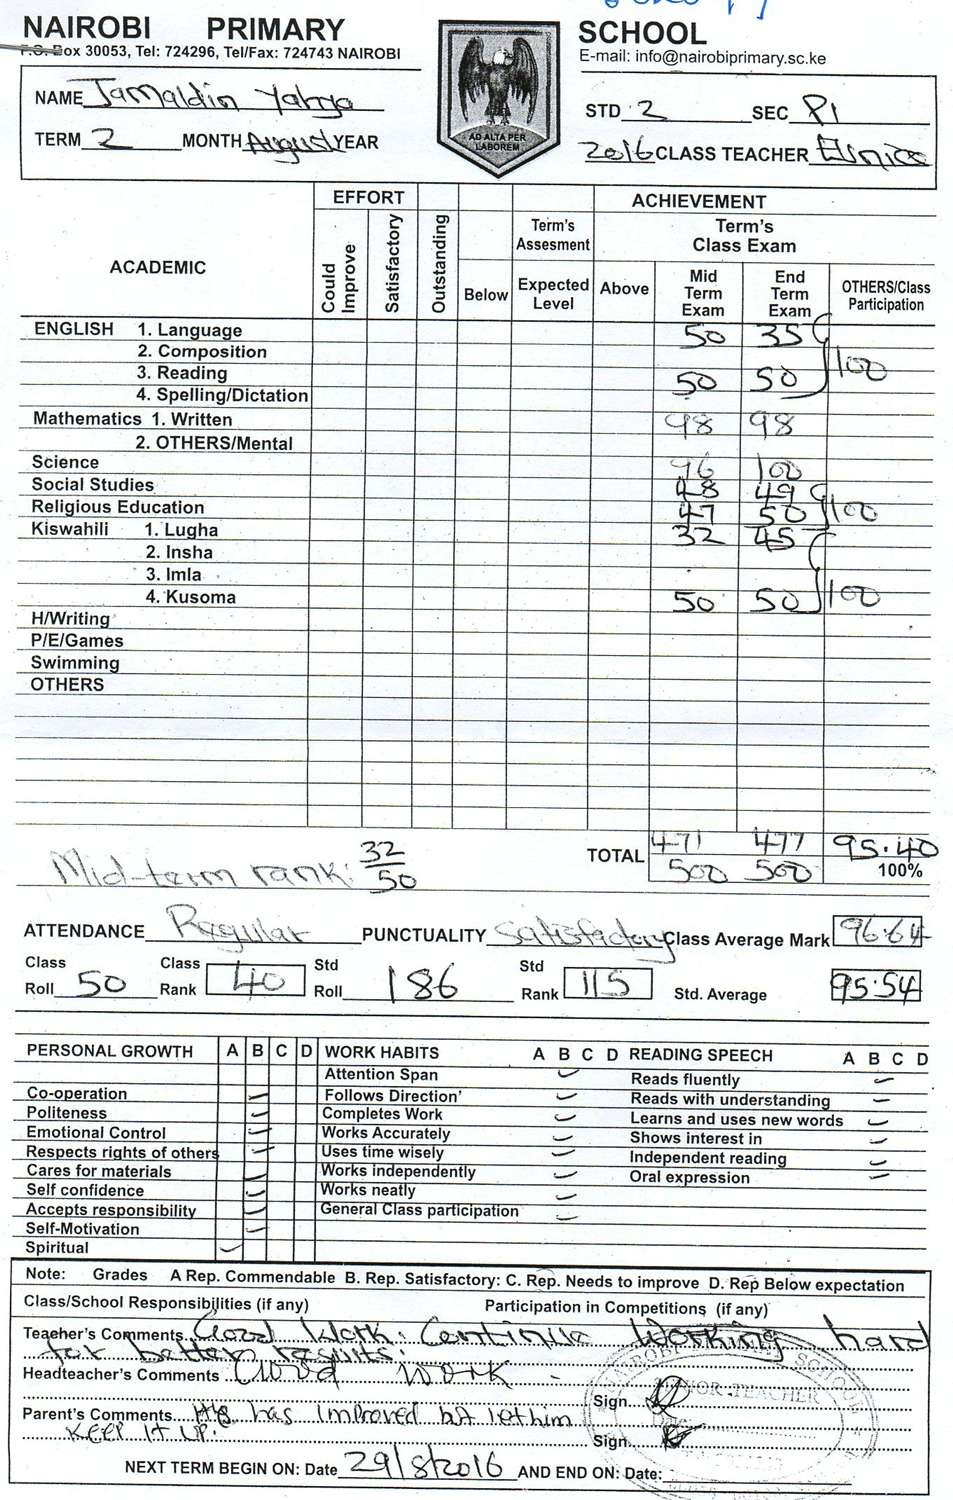 NAIROBI PRIMARY SCHOOL
P.O. Box 30053, Tel: 724296, Tel/Fax: 724743 NAIROBI
E-mail: info@nairobiprimary.sc.ke
AD ALTA PER LABOREM
NAME Jamaldin Yahya
STD 2 SEC P1
TERM 2 MONTH August YEAR 2016 CLASS TEACHER Eunice
EFFORT ACHIEVEMENT
ACADEMIC Could Improve Satisfactory Outstanding Below Term's Assesment Expected Level Above Term's Class Exam Mid Term Exam End Term Exam OTHERS/Class Participation
ENGLISH 1. Language 50 35
2. Composition 100
3. Reading 50 50
4. Spelling/Dictation
Mathematics 1. Written 98 98
2. OTHERS/Mental
Science 96 100
Social Studies 48 49
Religious Education 47 50 100
Kiswahili 1. Lugha 32 45
2. Insha
3. Imla
4. Kusoma 50 50 100
H/Writing
P/E/Games
Swimming
OTHERS
TOTAL 471 477 95.40
500 500 100%
Mid-term rank: 32/50
ATTENDANCE Regular PUNCTUALITY Satisfactory Class Average Mark 96.64
Class Roll 50 Class Rank 40 Std Roll 186 Std Rank 115 Std. Average 95.54
PERSONAL GROWTH A B C D WORK HABITS A B C D READING SPEECH A B C D
Attention Span Reads fluently
Co-operation Follows Direction' Reads with understanding
Politeness Completes Work Learns and uses new words
Emotional Control Works Accurately Shows interest in
Respects rights of others Uses time wisely Independent reading
Cares for materials Works independently Oral expression
Self confidence Works neatly
Accepts responsibility General Class participation
Self-Motivation
Spiritual
Note: Grades A Rep. Commendable B. Rep. Satisfactory: C. Rep. Needs to improve D. Rep Below expectation
Class/School Responsibilities (if any) Participation in Competitions (if any)
Teacher's Comments Good work. Continue working hard
for better results.
Headteacher's Comments Good work.
Sign.
SENIOR TEACHER
Parent's Comments He has improved but let him
KEEP IT UP.
Sign.
NEXT TERM BEGIN ON: Date 29/8/2016 AND END ON: Date: